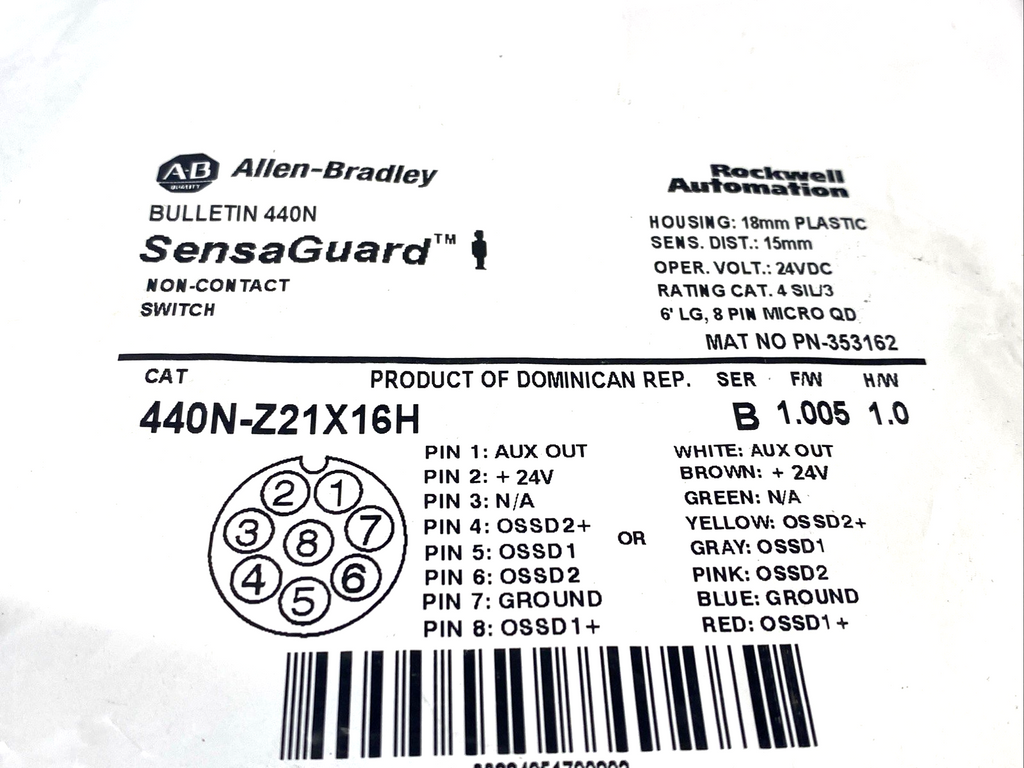 A-B Allen-Bradley
QUALITY
BULLETIN 440N
SensaGuard™
NON-CONTACT
SWITCH
Rockwell
Automation
HOUSING: 18mm PLASTIC
SENS. DIST.: 15mm
OPER. VOLT.: 24VDC
RATING CAT. 4 SIL/3
6' LG, 8 PIN MICRO QD
MAT NO PN-353162
CAT PRODUCT OF DOMINICAN REP. SER F/W H/W
440N-Z21X16H B 1.005 1.0
2 1
3 8 7
4 5 6
PIN 1: AUX OUT
PIN 2: + 24V
PIN 3: N/A
PIN 4: OSSD2+
PIN 5: OSSD1
PIN 6: OSSD2
PIN 7: GROUND
PIN 8: OSSD1+
OR
WHITE: AUX OUT
BROWN: + 24V
GREEN: N/A
YELLOW: OSSD2+
GRAY: OSSD1
PINK: OSSD2
BLUE: GROUND
RED: OSSD1+